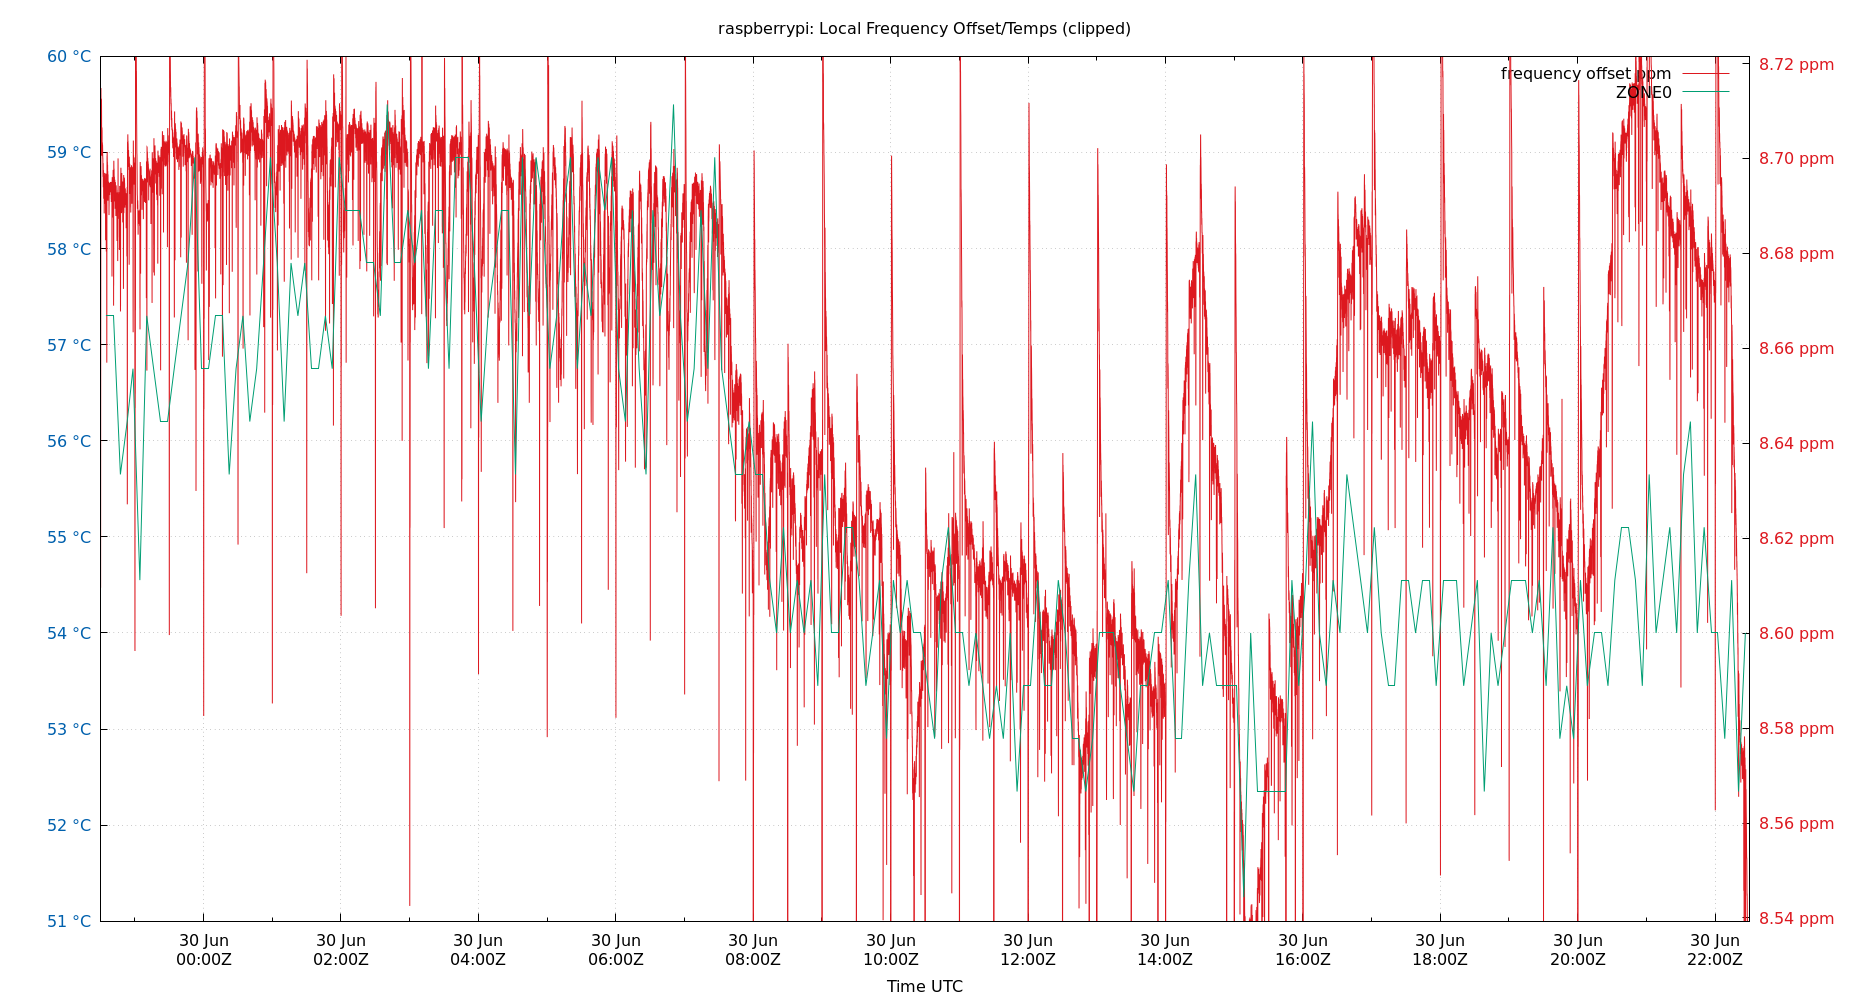 raspberrypi: Local Frequency Offset/Temps (clipped)
60 °C
59 °C
58 °C
57 °C
56 °C
55 °C
54 °C
53 °C
52 °C
51 °C
8.72 ppm
8.70 ppm
8.68 ppm
8.66 ppm
8.64 ppm
8.62 ppm
8.60 ppm
8.58 ppm
8.56 ppm
8.54 ppm
frequency offset ppm
ZONE0
30 Jun 30 Jun 30 Jun 30 Jun 30 Jun 30 Jun 30 Jun 30 Jun 30 Jun 30 Jun 30 Jun 30 Jun
00:00Z 02:00Z 04:00Z 06:00Z 08:00Z 10:00Z 12:00Z 14:00Z 16:00Z 18:00Z 20:00Z 22:00Z
Time UTC